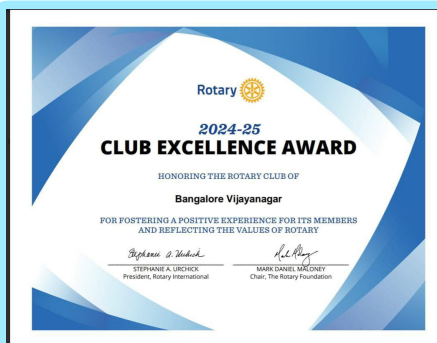 Rotary
2024-25
CLUB EXCELLENCE AWARD
HONORING THE ROTARY CLUB OF
Bangalore Vijayanagar
FOR FOSTERING A POSITIVE EXPERIENCE FOR ITS MEMBERS
AND REFLECTING THE VALUES OF ROTARY
Stephanie A. Urchick
STEPHANIE A. URCHICK
President, Rotary International
MARK DANIEL MALONEY
Chair, The Rotary Foundation